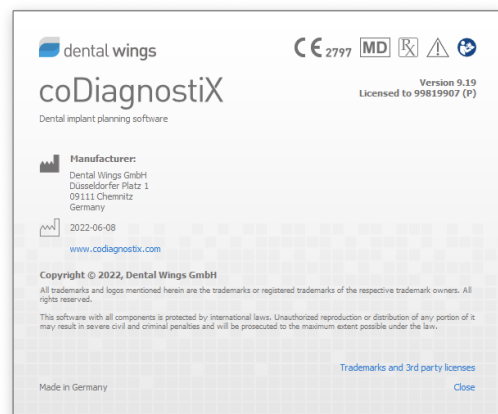 dental wings
CE 2797 MD Rx
coDiagnostiX
Version 9.19
Licensed to 99819907 (P)
Dental implant planning software
Manufacturer:
Dental Wings GmbH
Düsseldorfer Platz 1
09111 Chemnitz
Germany
2022-06-08
www.codiagnostix.com
Copyright © 2022, Dental Wings GmbH
All trademarks and logos mentioned herein are the trademarks or registered trademarks of the respective trademark owners. All
rights reserved.
This software with all components is protected by international laws. Unauthorized reproduction or distribution of any portion of it
may result in severe civil and criminal penalties and will be prosecuted to the maximum extent possible under the law.
Trademarks and 3rd party licenses
Made in Germany
Close